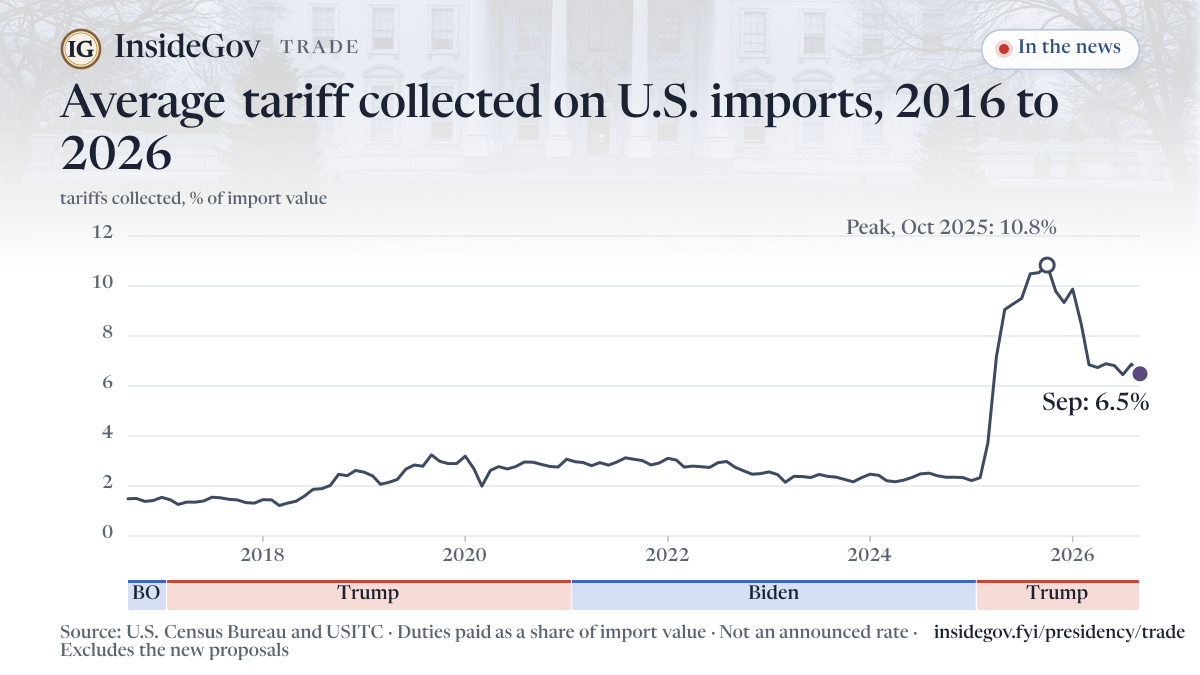 IG InsideGov TRADE
In the news
Average tariff collected on U.S. imports, 2016 to
2026
tariffs collected, % of import value
Peak, Oct 2025: 10.8%
12
10
8
6
4
2
0
Sep: 6.5%
2018 2020 2022 2024 2026
BO Trump Biden Trump
Source: U.S. Census Bureau and USITC · Duties paid as a share of import value · Not an announced rate · insidegov.fyi/presidency/trade
Excludes the new proposals